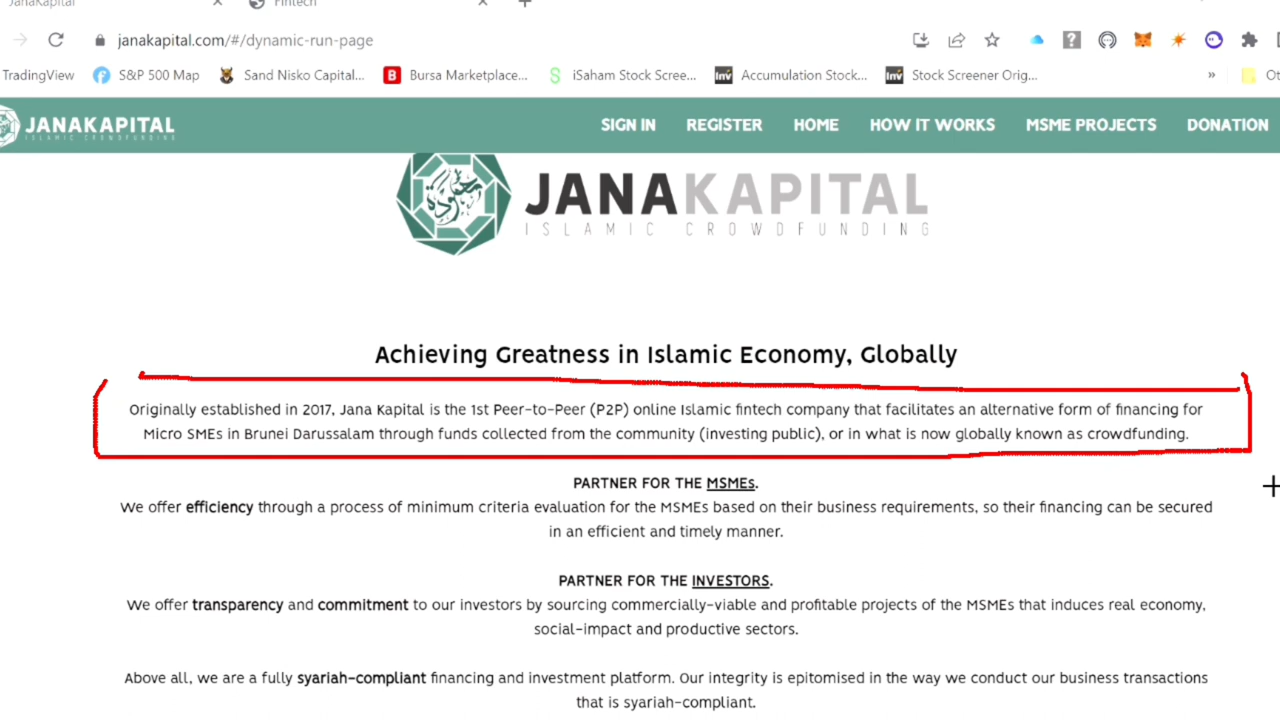 JanaKapital
Fintech
janakapital.com/#/dynamic-run-page
TradingView
S&P 500 Map
Sand Nisko Capital...
Bursa Marketplace...
iSaham Stock Scree...
Accumulation Stock...
Stock Screener Orig...
»
JANAKAPITAL
ISLAMIC CROWDFUNDING
SIGN IN
REGISTER
HOME
HOW IT WORKS
MSME PROJECTS
DONATION
JANAKAPITAL
ISLAMIC CROWDFUNDING
Achieving Greatness in Islamic Economy, Globally
Originally established in 2017, Jana Kapital is the 1st Peer-to-Peer (P2P) online Islamic fintech company that facilitates an alternative form of financing for
Micro SMEs in Brunei Darussalam through funds collected from the community (investing public), or in what is now globally known as crowdfunding.
PARTNER FOR THE MSMEs.
We offer efficiency through a process of minimum criteria evaluation for the MSMEs based on their business requirements, so their financing can be secured
in an efficient and timely manner.
PARTNER FOR THE INVESTORS.
We offer transparency and commitment to our investors by sourcing commercially-viable and profitable projects of the MSMEs that induces real economy,
social-impact and productive sectors.
Above all, we are a fully syariah-compliant financing and investment platform. Our integrity is epitomised in the way we conduct our business transactions
that is syariah-compliant.